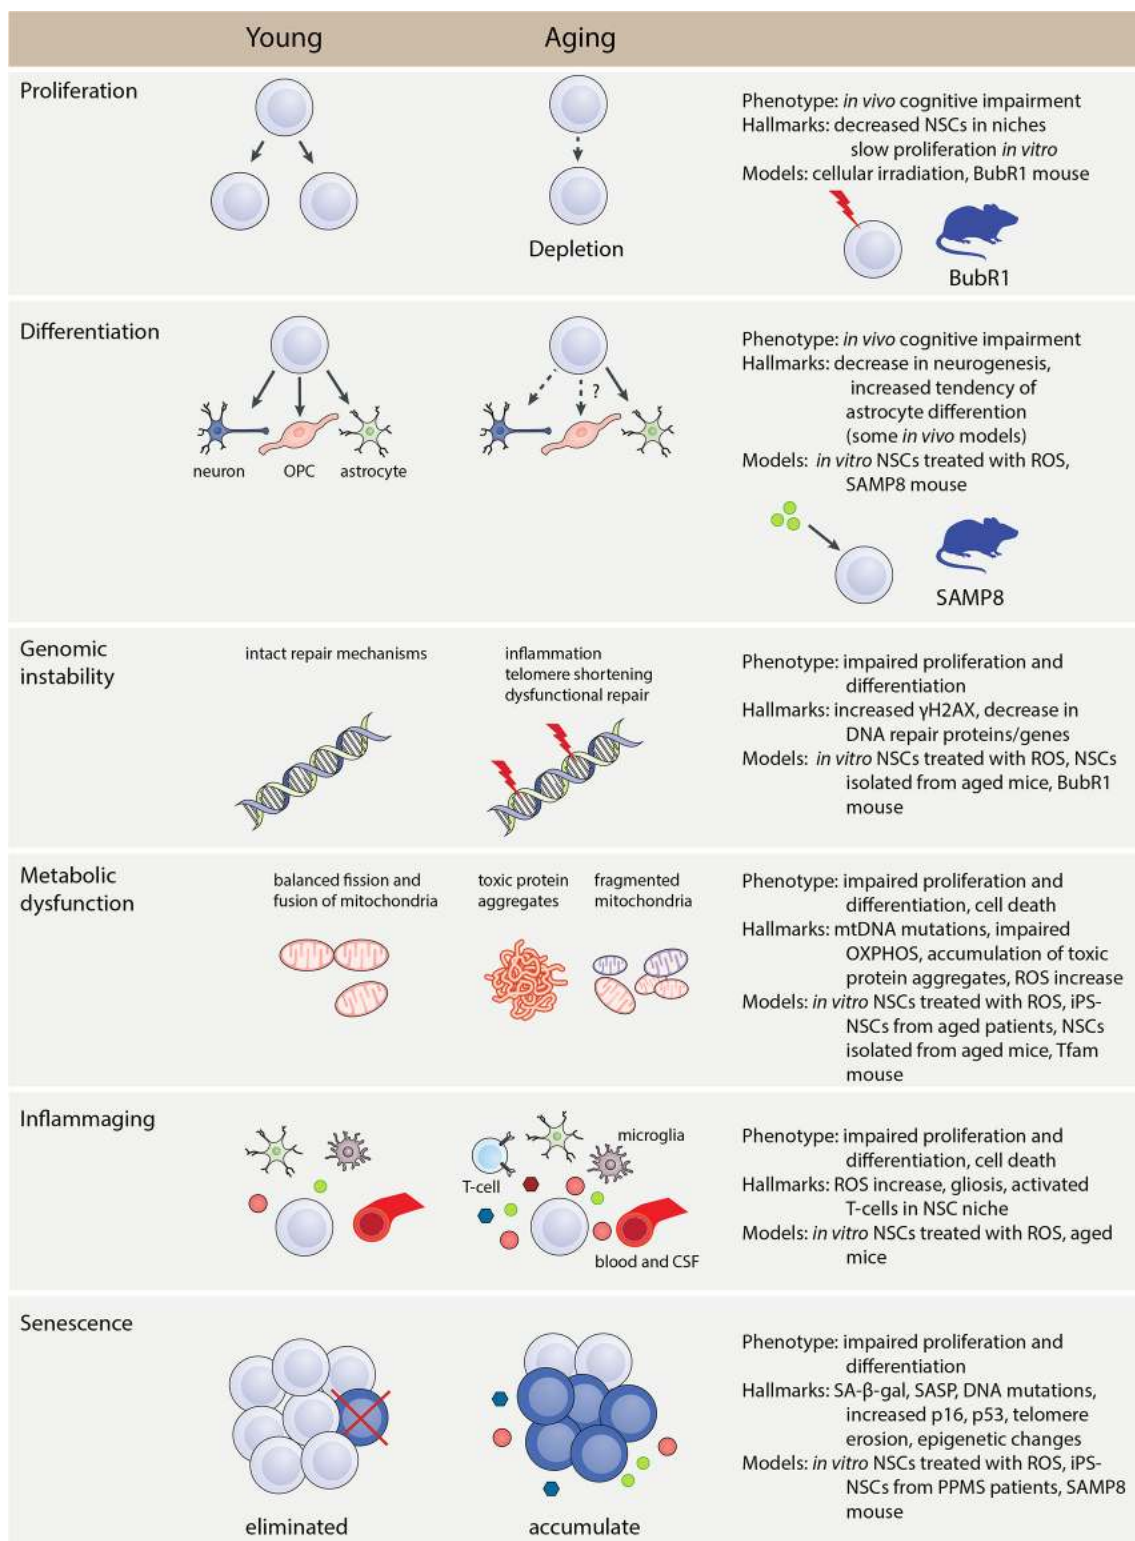 Young
Aging
Proliferation
Depletion
Phenotype: in vivo cognitive impairment
Hallmarks: decreased NSCs in niches
slow proliferation in vitro
Models: cellular irradiation, BubR1 mouse
BubR1
Differentiation
neuron
OPC
astrocyte
?
Phenotype: in vivo cognitive impairment
Hallmarks: decrease in neurogenesis,
increased tendency of
astrocyte differention
(some in vivo models)
Models: in vitro NSCs treated with ROS,
SAMP8 mouse
SAMP8
Genomic
instability
intact repair mechanisms
inflammation
telomere shortening
dysfunctional repair
Phenotype: impaired proliferation and
differentiation
Hallmarks: increased γH2AX, decrease in
DNA repair proteins/genes
Models: in vitro NSCs treated with ROS, NSCs
isolated from aged mice, BubR1
mouse
Metabolic
dysfunction
balanced fission and
fusion of mitochondria
toxic protein
aggregates
fragmented
mitochondria
Phenotype: impaired proliferation and
differentiation, cell death
Hallmarks: mtDNA mutations, impaired
OXPHOS, accumulation of toxic
protein aggregates, ROS increase
Models: in vitro NSCs treated with ROS, iPS-
NSCs from aged patients, NSCs
isolated from aged mice, Tfam
mouse
Inflammaging
microglia
T-cell
blood and CSF
Phenotype: impaired proliferation and
differentiation, cell death
Hallmarks: ROS increase, gliosis, activated
T-cells in NSC niche
Models: in vitro NSCs treated with ROS, aged
mice
Senescence
eliminated
accumulate
Phenotype: impaired proliferation and
differentiation
Hallmarks: SA-β-gal, SASP, DNA mutations,
increased p16, p53, telomere
erosion, epigenetic changes
Models: in vitro NSCs treated with ROS, iPS-
NSCs from PPMS patients, SAMP8
mouse